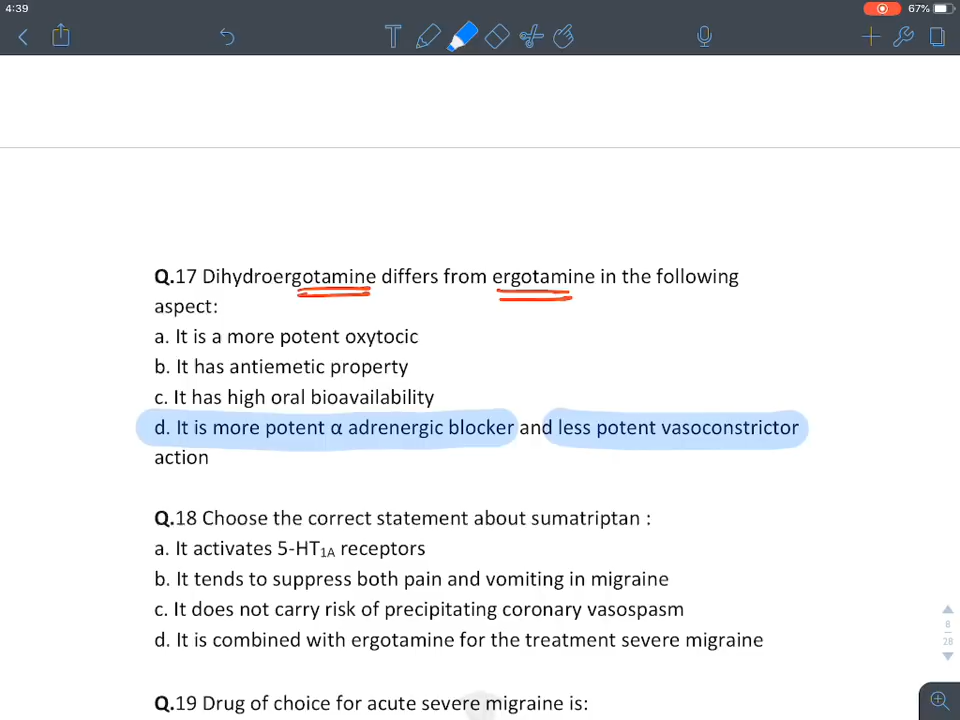 4:39
67%
T
Q.17 Dihydroergotamine differs from ergotamine in the following
aspect:
a. It is a more potent oxytocic
b. It has antiemetic property
c. It has high oral bioavailability
d. It is more potent α adrenergic blocker and less potent vasoconstrictor
action
Q.18 Choose the correct statement about sumatriptan :
a. It activates 5-HT1A receptors
b. It tends to suppress both pain and vomiting in migraine
c. It does not carry risk of precipitating coronary vasospasm
d. It is combined with ergotamine for the treatment severe migraine
8
28
Q.19 Drug of choice for acute severe migraine is: